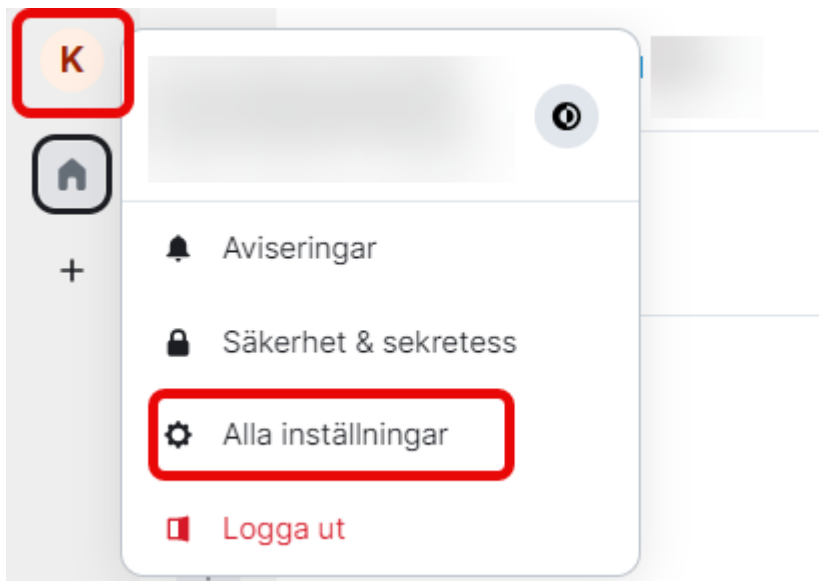 K
Aviseringar
Säkerhet & sekretess
Alla inställningar
Logga ut